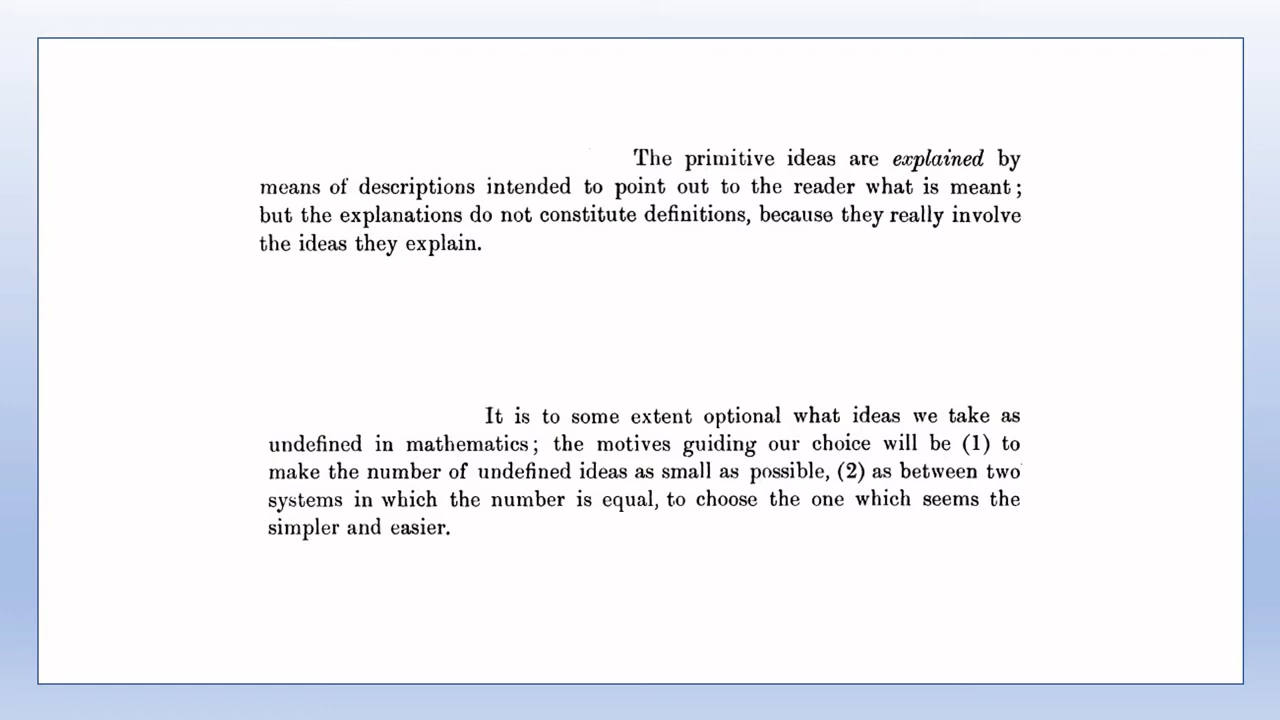 The primitive ideas are explained by
means of descriptions intended to point out to the reader what is meant;
but the explanations do not constitute definitions, because they really involve
the ideas they explain.
It is to some extent optional what ideas we take as
undefined in mathematics; the motives guiding our choice will be (1) to
make the number of undefined ideas as small as possible, (2) as between two
systems in which the number is equal, to choose the one which seems the
simpler and easier.